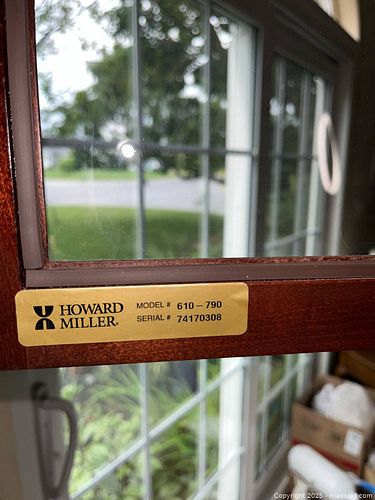 HOWARD
MILLER®
MODEL # 610-790
SERIAL # 74170308
Copyright 2025 - maxsold.com